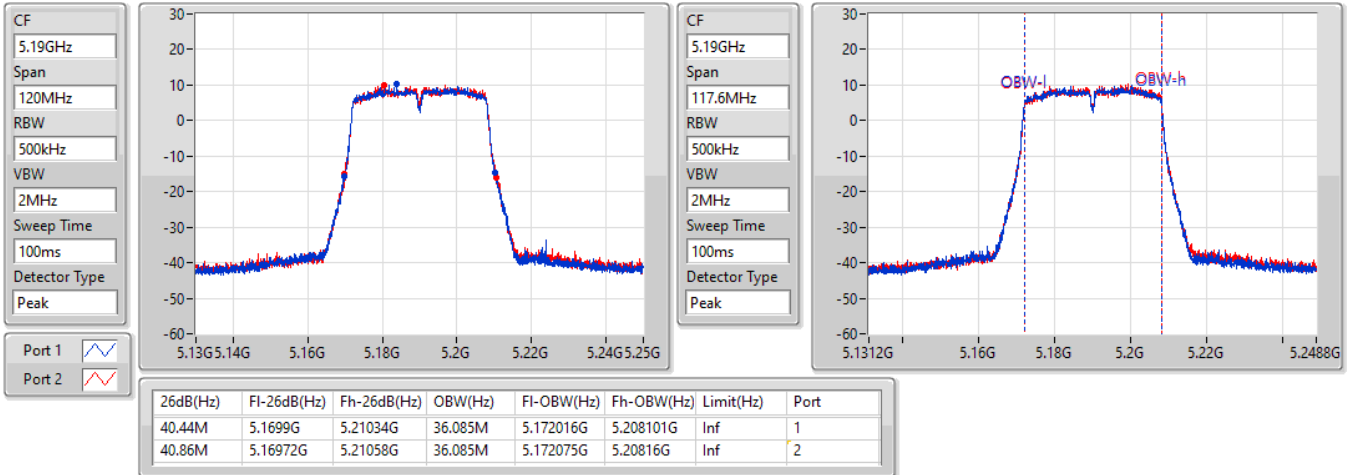 CF
5.19GHz
Span
120MHz
RBW
500kHz
VBW
2MHz
Sweep Time
100ms
Detector Type
Peak
Port 1
Port 2
30
20
10
0
-10
-20
-30
-40
-50
-60
5.13G 5.14G 5.16G 5.18G 5.2G 5.22G 5.24G 5.25G
CF
5.19GHz
Span
117.6MHz
RBW
500kHz
VBW
2MHz
Sweep Time
100ms
Detector Type
Peak
30
20
10
0
-10
-20
-30
-40
-50
-60
OBW-l OBW-h
5.1312G 5.16G 5.18G 5.2G 5.22G 5.2488G
26dB(Hz) Fl-26dB(Hz) Fh-26dB(Hz) OBW(Hz) Fl-OBW(Hz) Fh-OBW(Hz) Limit(Hz) Port
40.44M 5.1699G 5.21034G 36.085M 5.172016G 5.208101G Inf 1
40.86M 5.16972G 5.21058G 36.085M 5.172075G 5.20816G Inf 2